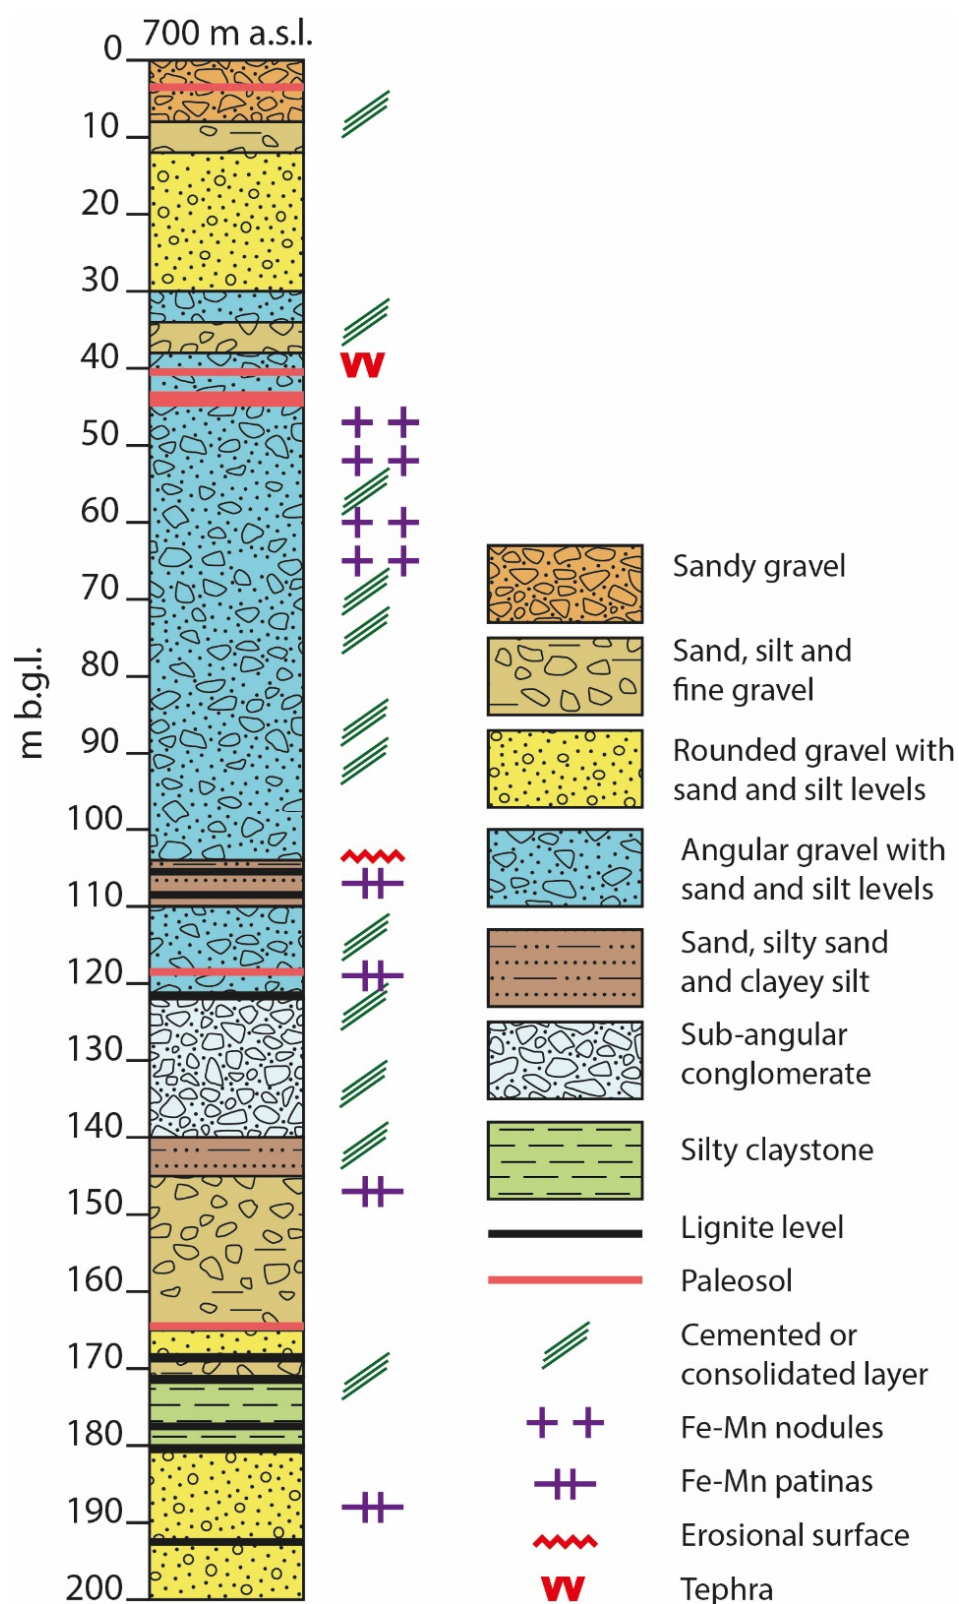 700 m a.s.l.
0
10
20
30
40
50
60
70
80
90
100
110
120
130
140
150
160
170
180
190
200
m b.g.l.
Sandy gravel
Sand, silt and
fine gravel
Rounded gravel with
sand and silt levels
Angular gravel with
sand and silt levels
Sand, silty sand
and clayey silt
Sub-angular
conglomerate
Silty claystone
Lignite level
Paleosol
Cemented or
consolidated layer
Fe-Mn nodules
Fe-Mn patinas
Erosional surface
Tephra